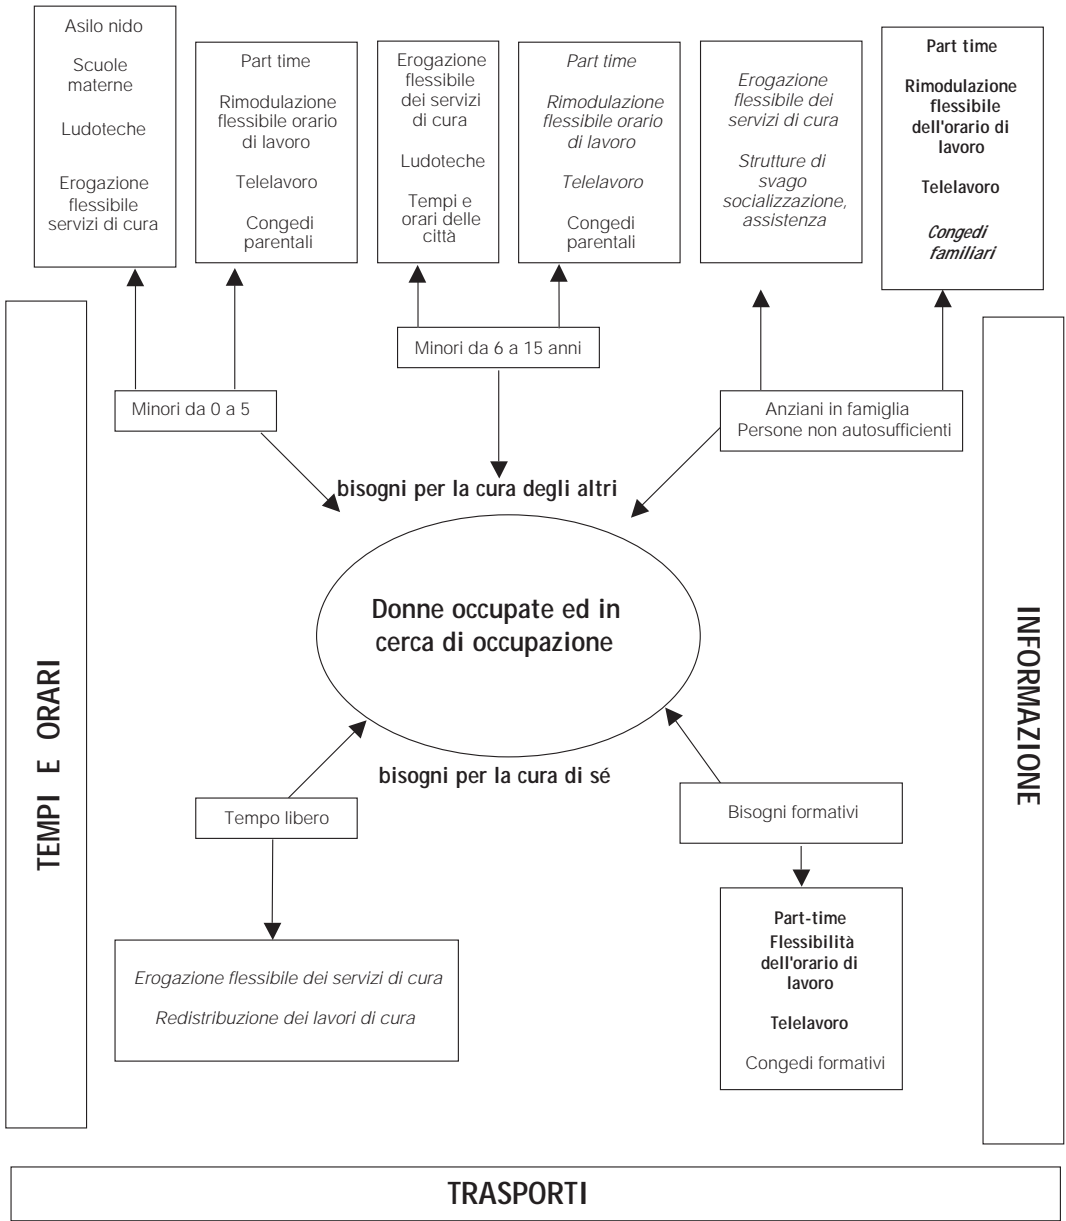 Asilo nido
Scuole
materne
Ludoteche
Erogazione
flessibile
servizi di cura
Part time
Rimodulazione
flessibile orario
di lavoro
Telelavoro
Congedi
parentali
Erogazione
flessibile
dei servizi
di cura
Ludoteche
Tempi e
orari delle
città
Part time
Rimodulazione
flessibile orario
di lavoro
Telelavoro
Congedi
parentali
Erogazione
flessibile dei
servizi di cura
Strutture di
svago
socializzazione,
assistenza
Part time
Rimodulazione
flessibile
dell'orario di
lavoro
Telelavoro
Congedi
familiari
Minori da 0 a 5
Minori da 6 a 15 anni
Anziani in famiglia
Persone non autosufficienti
bisogni per la cura degli altri
Donne occupate ed in
cerca di occupazione
bisogni per la cura di sé
TEMPI E ORARI
INFORMAZIONE
Tempo libero
Bisogni formativi
Erogazione flessibile dei servizi di cura
Redistribuzione dei lavori di cura
Part-time
Flessibilità
dell'orario di
lavoro
Telelavoro
Congedi formativi
TRASPORTI